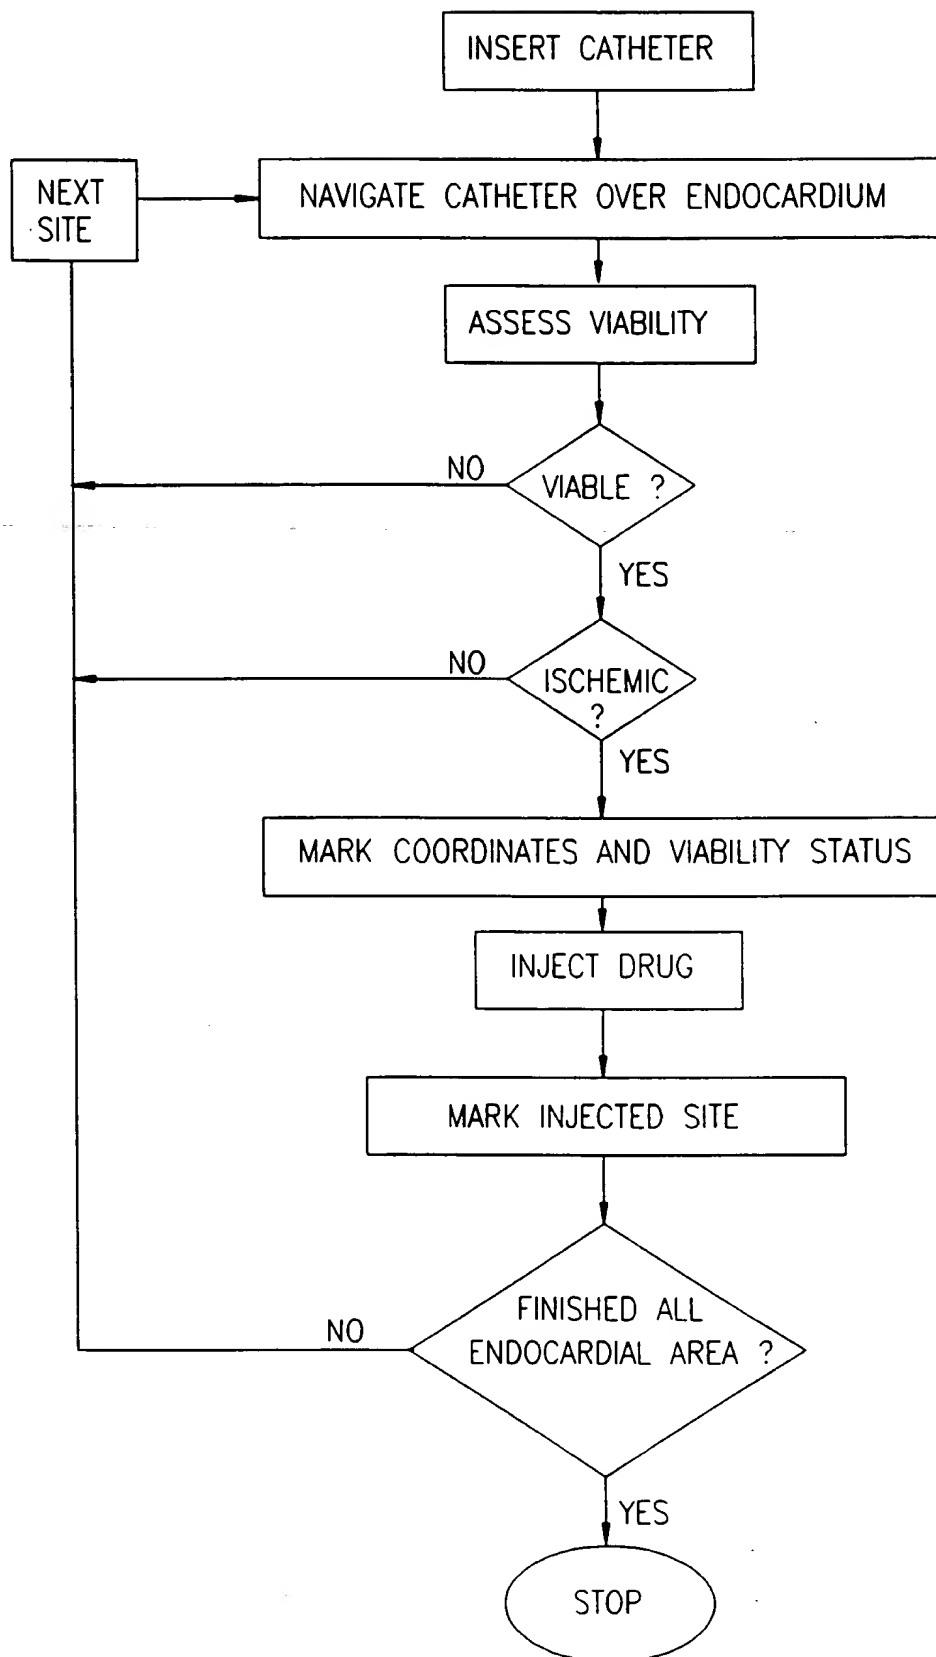 INSERT CATHETER
NEXT
SITE
NAVIGATE CATHETER OVER ENDOCARDIUM
ASSESS VIABILITY
NO
VIABLE ?
YES
NO
ISCHEMIC
?
YES
MARK COORDINATES AND VIABILITY STATUS
INJECT DRUG
MARK INJECTED SITE
FINISHED ALL
ENDOCARDIAL AREA ?
NO
YES
STOP